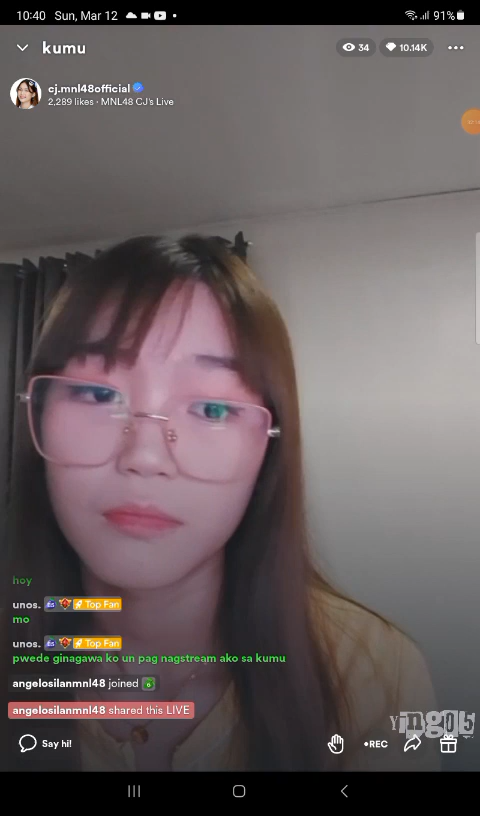 10:40 Sun, Mar 12 91%
kumu 34 10.14K
cj.mnl48official
2,289 likes · MNL48 CJ's Live
hoy
unos. Top Fan
mo
unos. Top Fan
pwede ginagawa ko un pag nagstream ako sa kumu
angelosilanmnl48 joined
angelosilanmnl48 shared this LIVE
Yingo15
Say hi! •REC